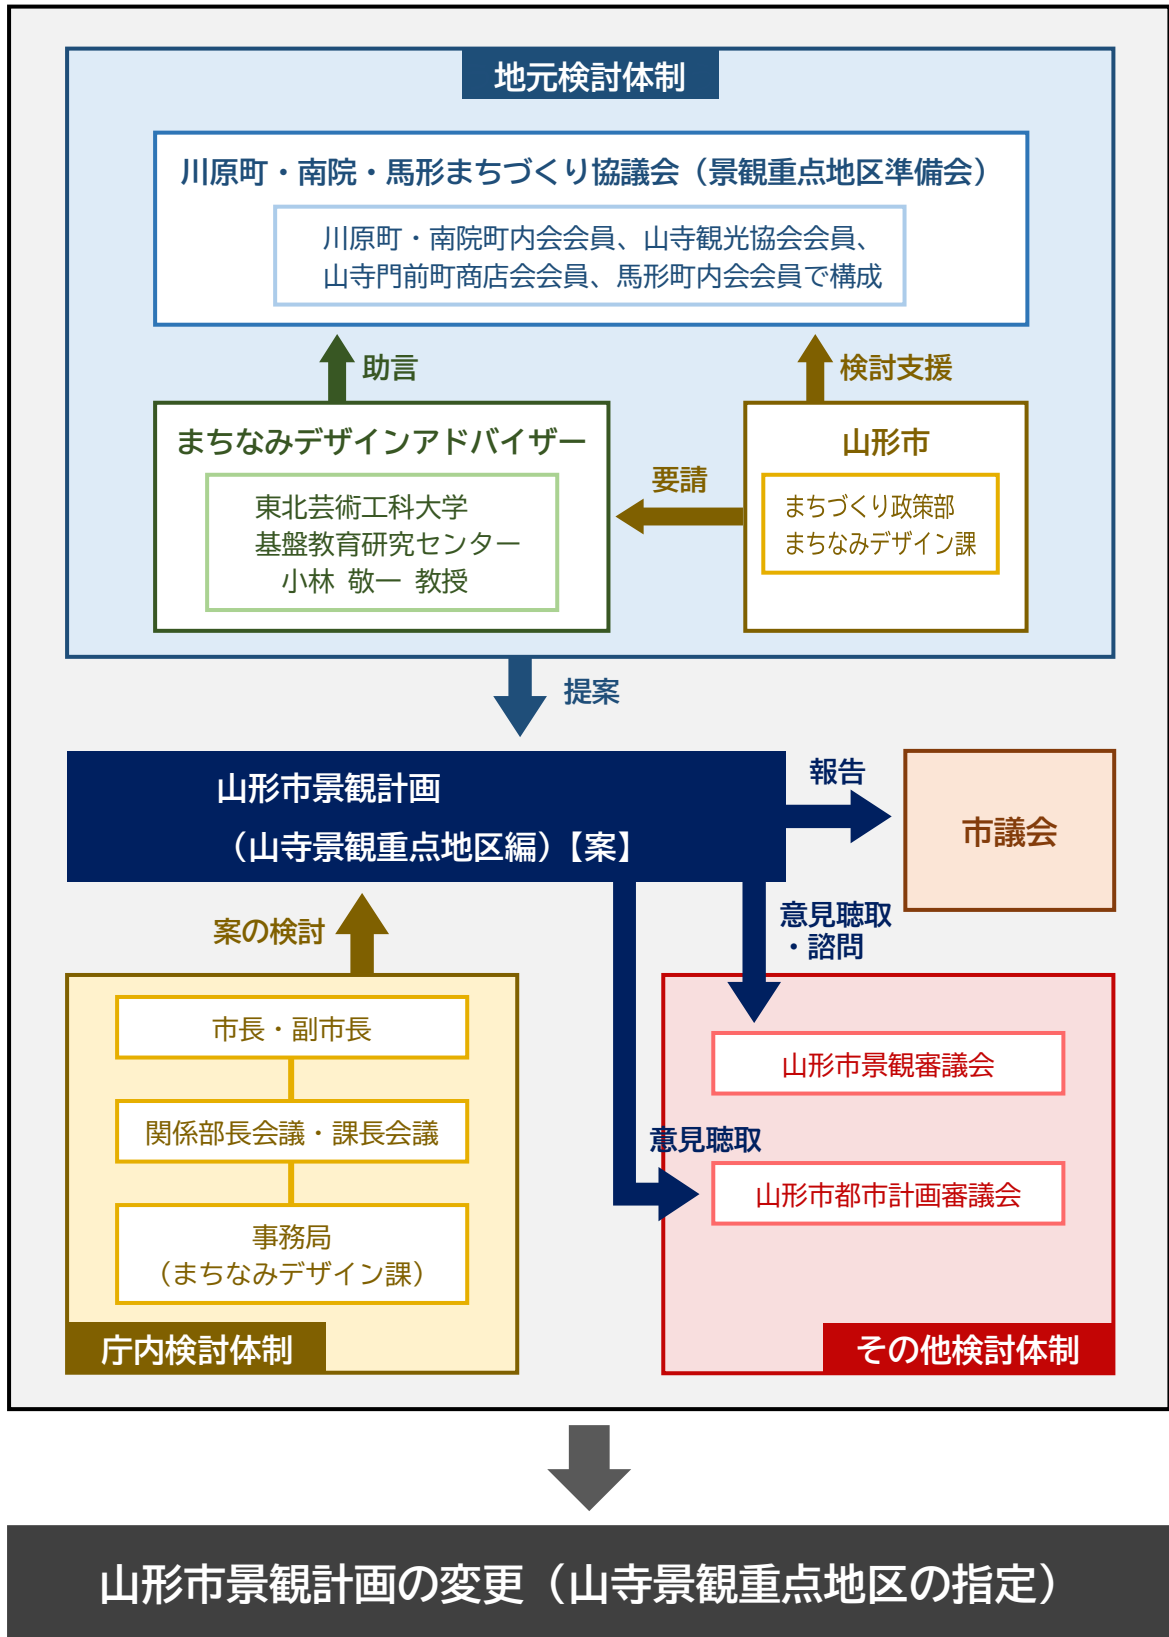 地元検討体制
川原町・南院・馬形まちづくり協議会（景観重点地区準備会）
川原町・南院町内会会員、山寺観光協会会員、
山寺門前町商店会会員、馬形町内会会員で構成
助言
検討支援
まちなみデザインアドバイザー
東北芸術工科大学
基盤教育研究センター
小林 敬一 教授
要請
山形市
まちづくり政策部
まちなみデザイン課
提案
山形市景観計画
（山寺景観重点地区編）【案】
報告
市議会
案の検討
意見聴取
・諮問
市長・副市長
関係部長会議・課長会議
事務局
（まちなみデザイン課）
庁内検討体制
山形市景観審議会
意見聴取
山形市都市計画審議会
その他検討体制
山形市景観計画の変更（山寺景観重点地区の指定）